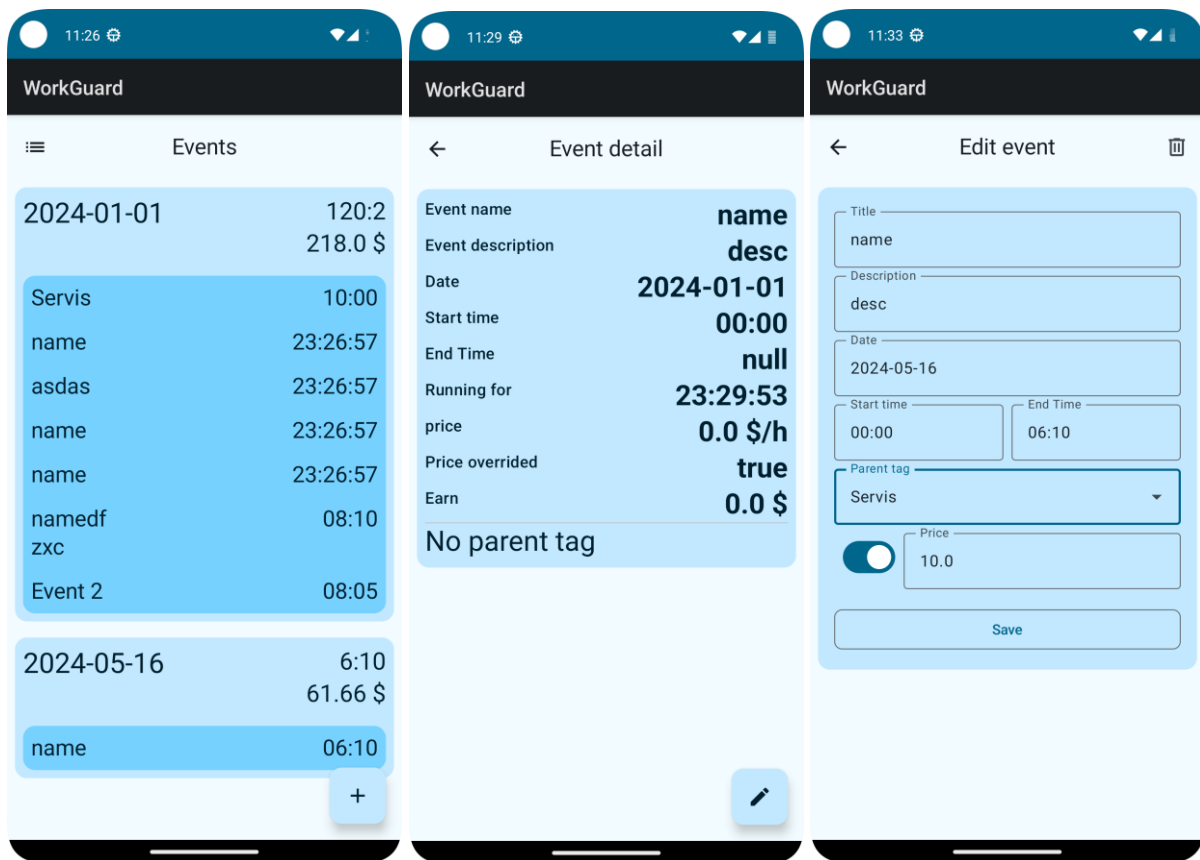 11:26
WorkGuard
Events
2024-01-01 120:2
218.0 $
Servis 10:00
name 23:26:57
asdas 23:26:57
name 23:26:57
name 23:26:57
namedf 08:10
zxc
Event 2 08:05
2024-05-16 6:10
61.66 $
name 06:10
+
11:29
WorkGuard
Event detail
Event name name
Event description desc
Date 2024-01-01
Start time 00:00
End Time null
Running for 23:29:53
price 0.0 $/h
Price overrided true
Earn 0.0 $
No parent tag
11:33
WorkGuard
Edit event
Title
name
Description
desc
Date
2024-05-16
Start time End Time
00:00 06:10
Parent tag
Servis
Price
10.0
Save